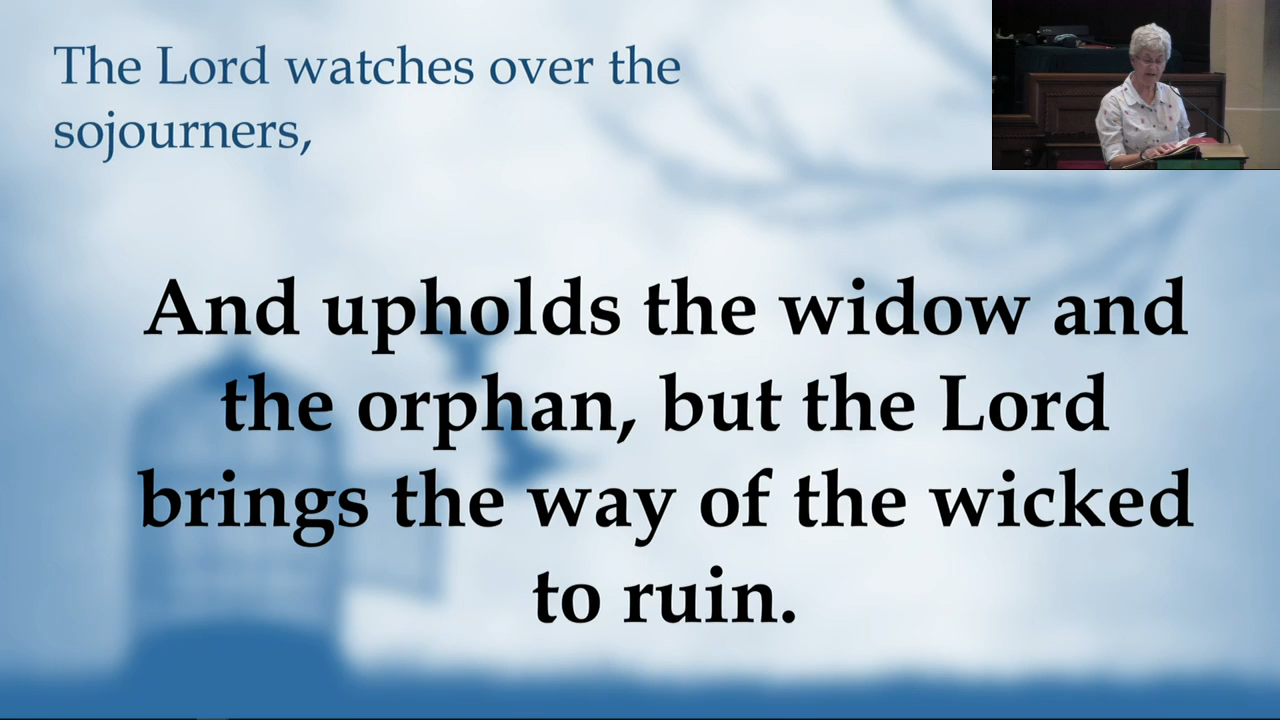 The Lord watches over the
sojourners,
And upholds the widow and
the orphan, but the Lord
brings the way of the wicked
to ruin.